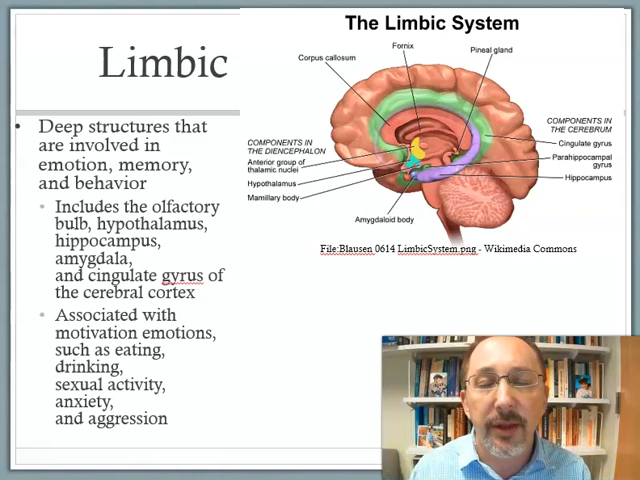 The Limbic System
Limbic
Fornix
Pineal gland
Corpus callosum
COMPONENTS IN
THE CEREBRUM
Cingulate gyrus
Parahippocampal
gyrus
Hippocampus
COMPONENTS IN
THE DIENCEPHALON
Anterior group of
thalamic nuclei
Hypothalamus
Mamillary body
Amygdaloid body
File:Blausen 0614 LimbicSystem.png - Wikimedia Commons
• Deep structures that
are involved in
emotion, memory,
and behavior
• Includes the olfactory
bulb, hypothalamus,
hippocampus,
amygdala,
and cingulate gyrus of
the cerebral cortex
• Associated with
motivation emotions,
such as eating,
drinking,
sexual activity,
anxiety,
and aggression